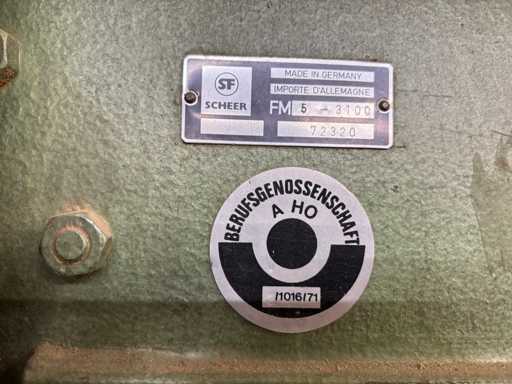 SF
SCHEER
MADE IN GERMANY
IMPORTE D'ALLEMAGNE
FM 5 - 3100
72320
BERUFSGENOSSENSCHAFT
A HO
/1016/71